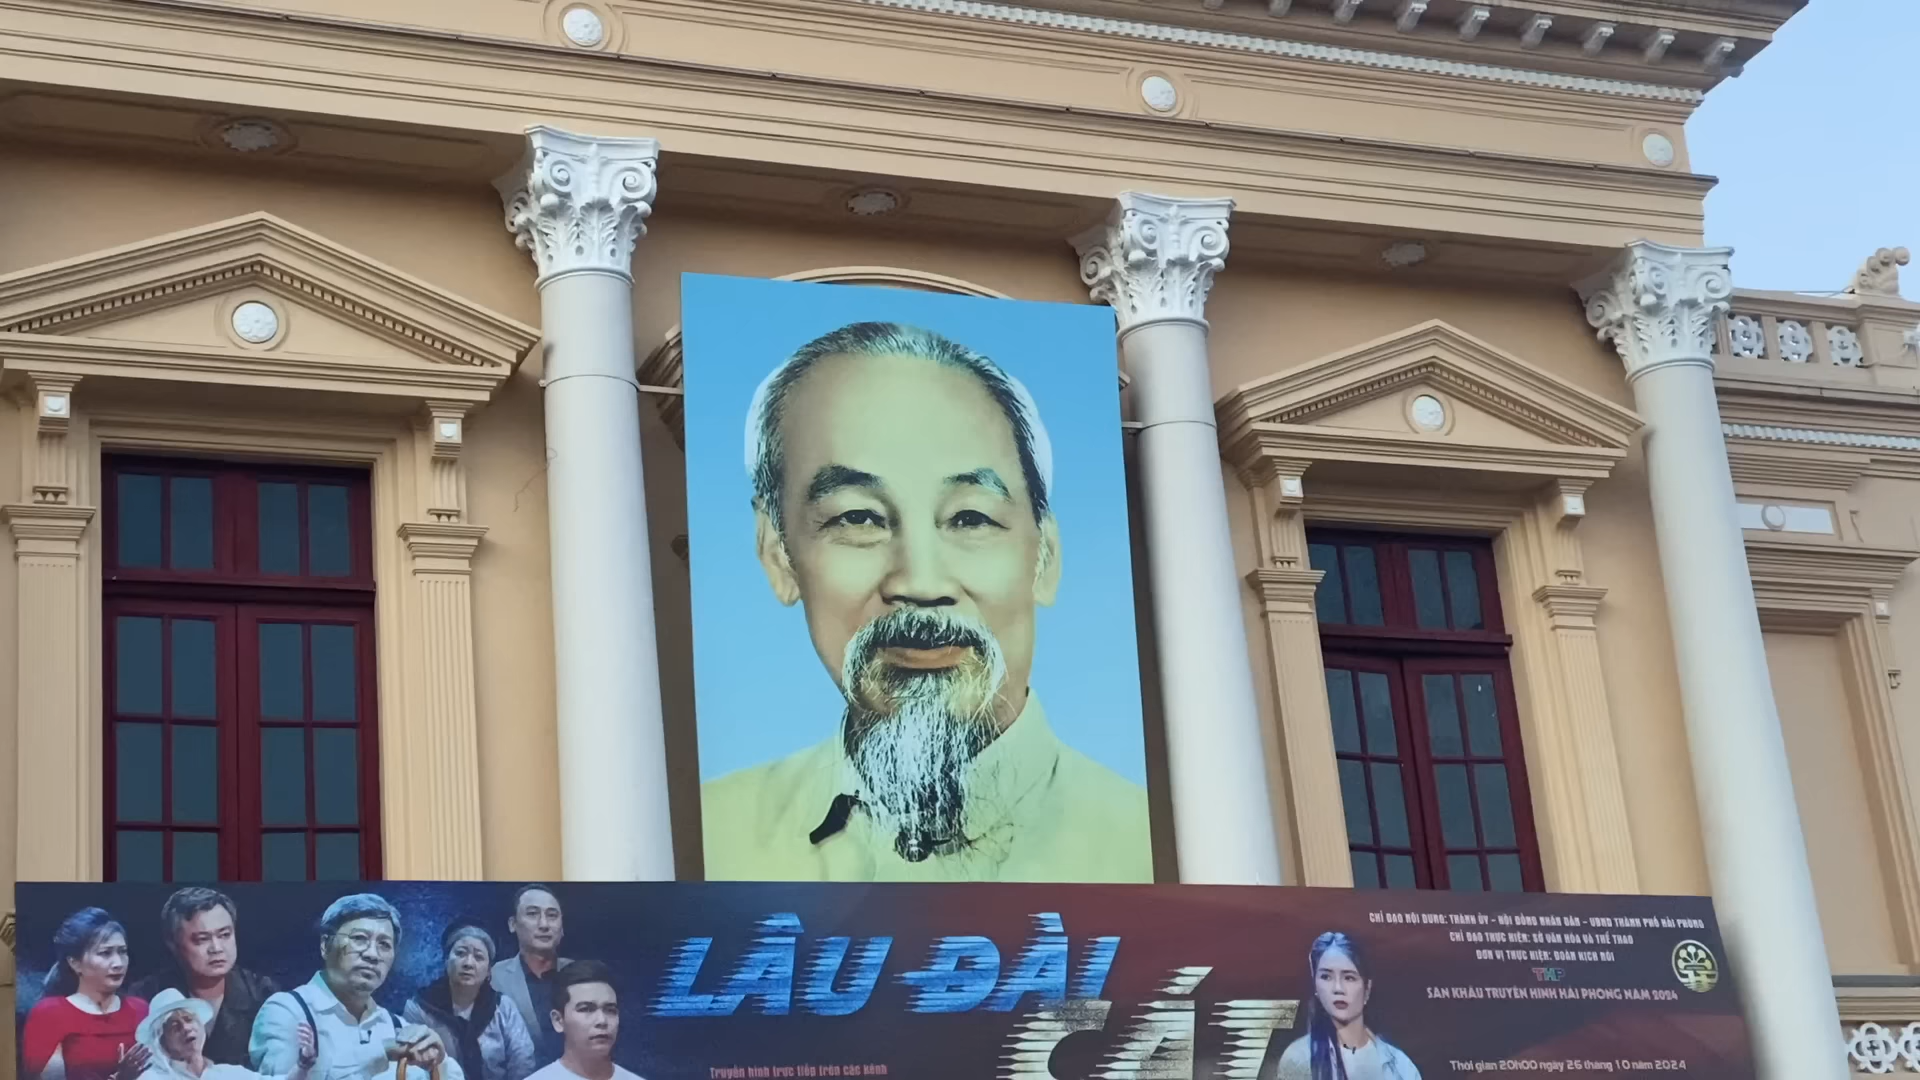 LÂU ĐÀI
CÁT
Truyền hình trực tiếp trên các kênh
CHỈ ĐẠO NỘI DUNG: THÀNH ỦY - HỘI ĐỒNG NHÂN DÂN - UBND THÀNH PHỐ HẢI PHÒNG
CHỈ ĐẠO THỰC HIỆN: SỞ VĂN HÓA VÀ THỂ THAO
ĐƠN VỊ THỰC HIỆN: ĐOÀN KỊCH NÓI
THP
SÂN KHẤU TRUYỀN HÌNH HẢI PHÒNG NĂM 2024
Thời gian 20h00 ngày 26 tháng 10 năm 2024